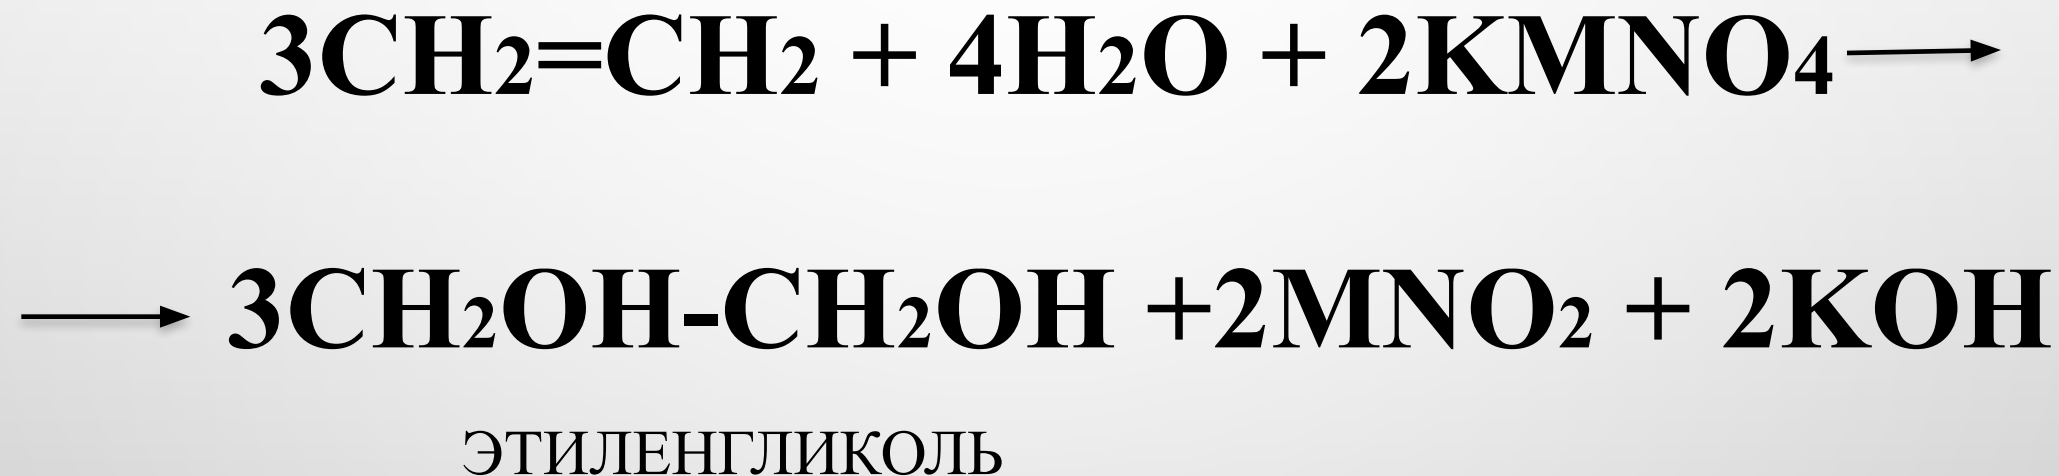 3CH₂=CH₂ + 4H₂O + 2KMNO₄ ⟶
⟶ 3CH₂OH-CH₂OH +2MNO₂ + 2KOH
ЭТИЛЕНГЛИКОЛЬ